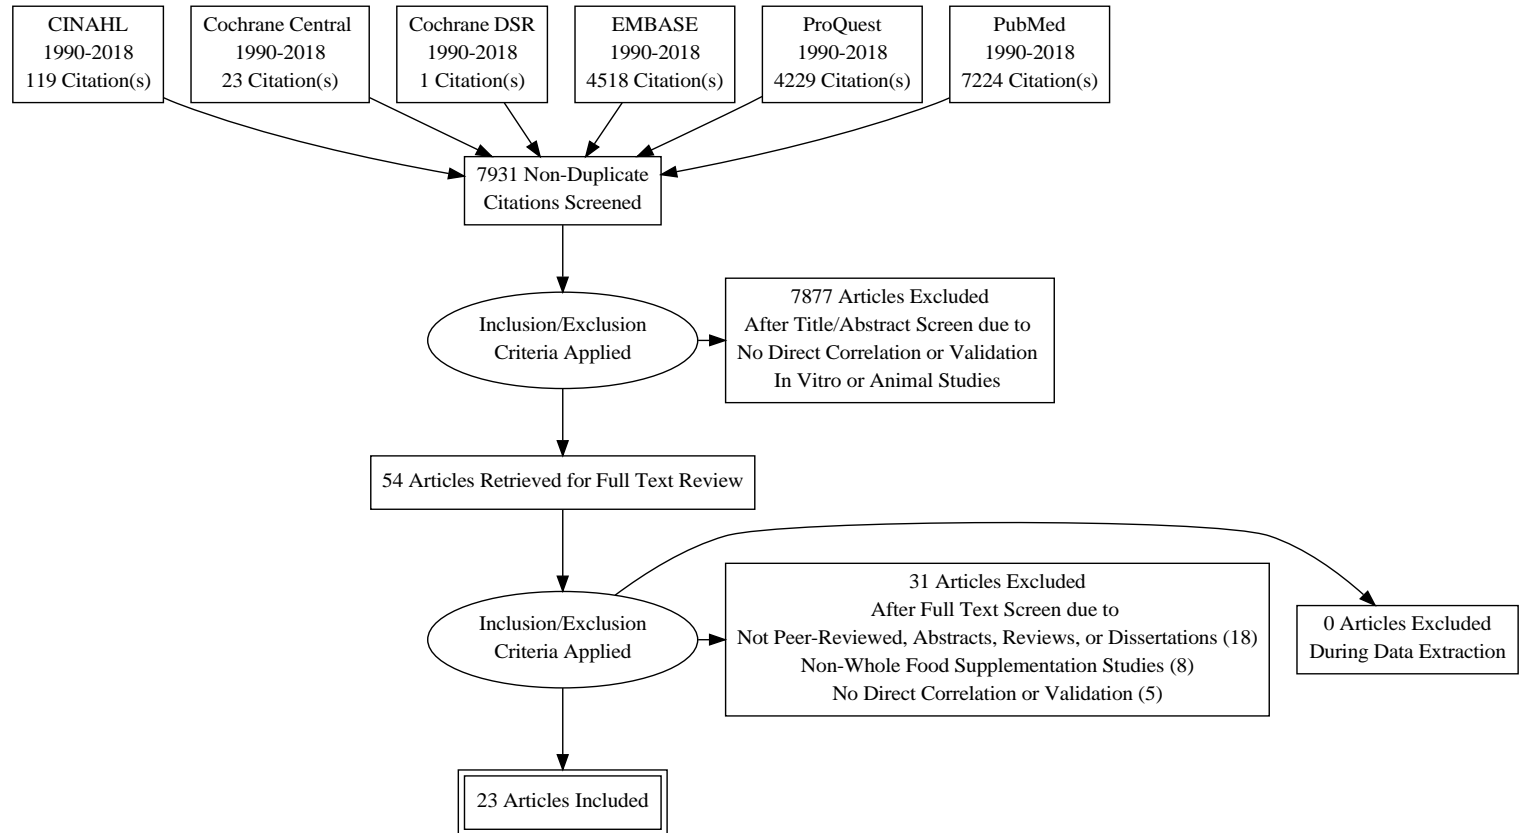 CINAHL
1990-2018
119 Citation(s)
Cochrane Central
1990-2018
23 Citation(s)
Cochrane DSR
1990-2018
1 Citation(s)
EMBASE
1990-2018
4518 Citation(s)
ProQuest
1990-2018
4229 Citation(s)
PubMed
1990-2018
7224 Citation(s)
7931 Non-Duplicate
Citations Screened
Inclusion/Exclusion
Criteria Applied
7877 Articles Excluded
After Title/Abstract Screen due to
No Direct Correlation or Validation
In Vitro or Animal Studies
54 Articles Retrieved for Full Text Review
Inclusion/Exclusion
Criteria Applied
31 Articles Excluded
After Full Text Screen due to
Not Peer-Reviewed, Abstracts, Reviews, or Dissertations (18)
Non-Whole Food Supplementation Studies (8)
No Direct Correlation or Validation (5)
0 Articles Excluded
During Data Extraction
23 Articles Included